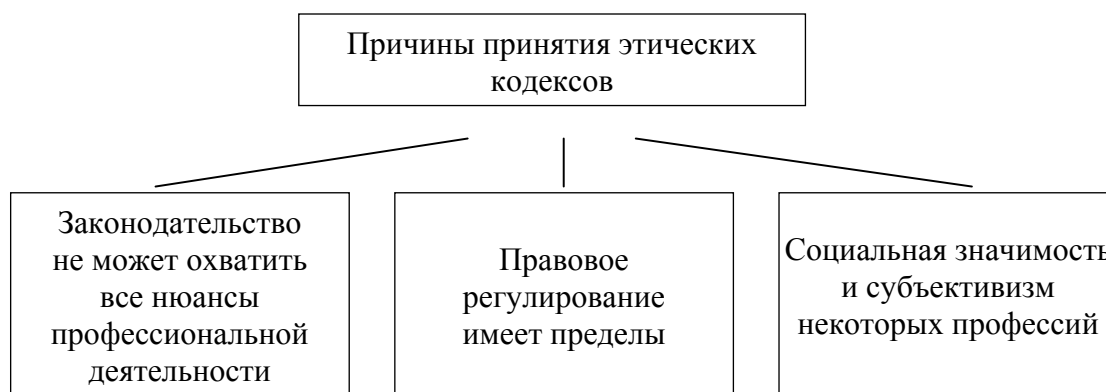 Причины принятия этических
кодексов
Законодательство
не может охватить
все нюансы
профессиональной
деятельности
Правовое
регулирование
имеет пределы
Социальная значимость
и субъективизм
некоторых профессий